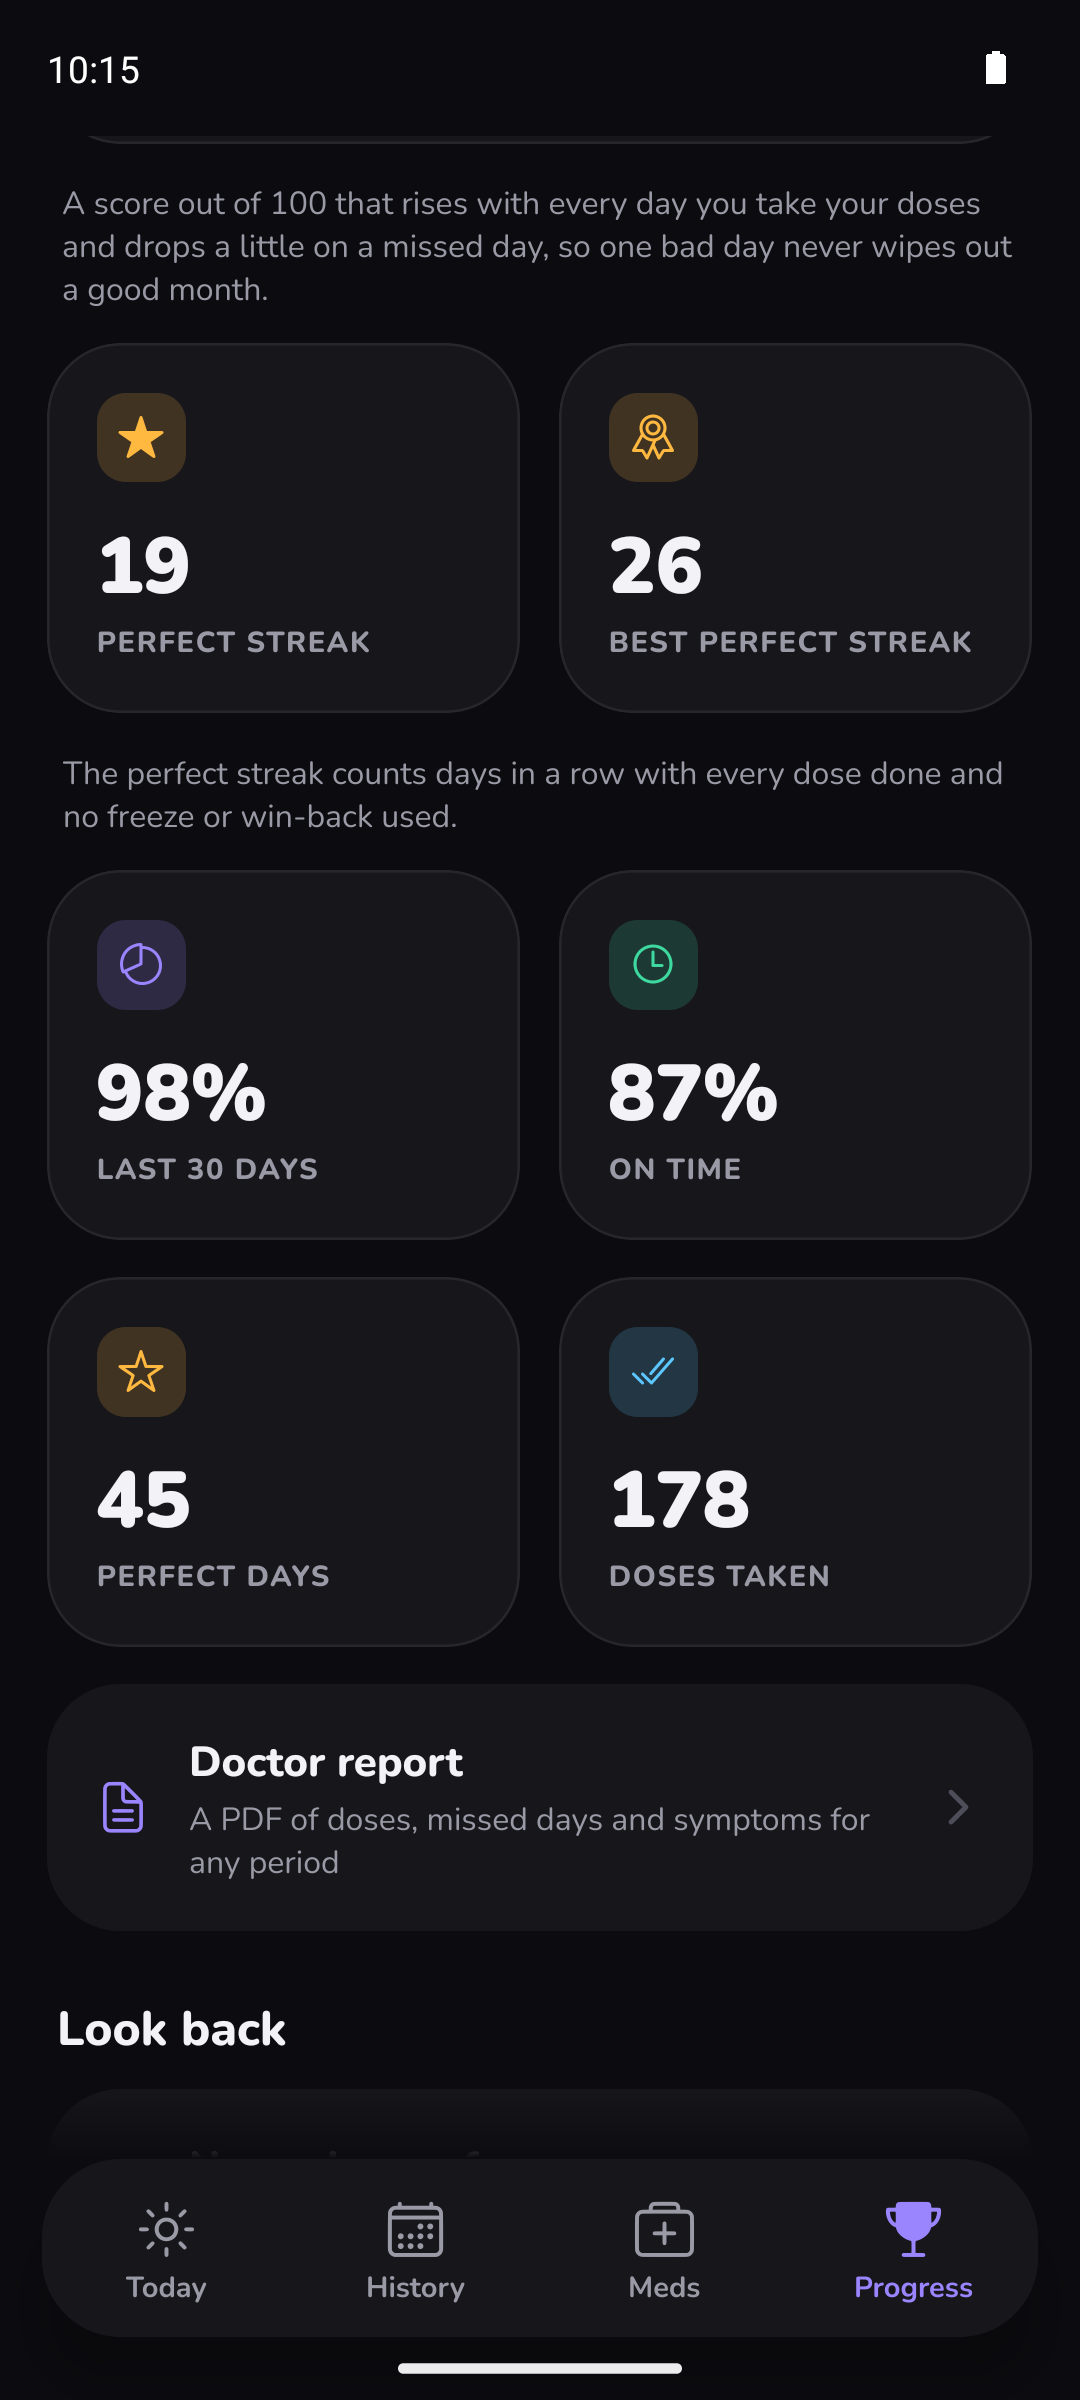 10:15
A score out of 100 that rises with every day you take your doses
and drops a little on a missed day, so one bad day never wipes out
a good month.
19
PERFECT STREAK
26
BEST PERFECT STREAK
The perfect streak counts days in a row with every dose done and
no freeze or win-back used.
98%
LAST 30 DAYS
87%
ON TIME
45
PERFECT DAYS
178
DOSES TAKEN
Doctor report
A PDF of doses, missed days and symptoms for
any period
Look back
Today
History
Meds
Progress